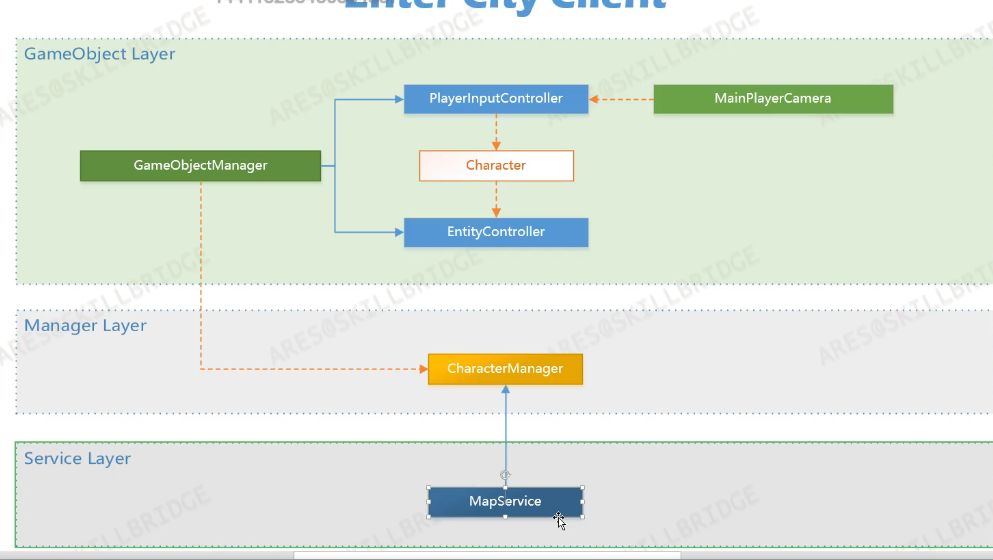 Enter City Client
GameObject Layer
PlayerInputController
MainPlayerCamera
GameObjectManager
Character
EntityController
Manager Layer
CharacterManager
Service Layer
MapService
ARES@SKILLBRIDGE